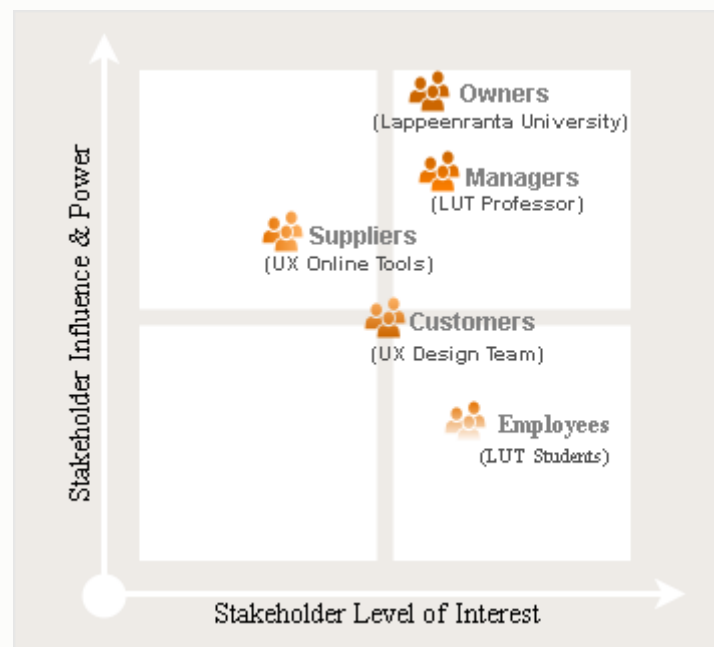 Owners
(Lappeenranta University)
Managers
(LUT Professor)
Suppliers
(UX Online Tools)
Customers
(UX Design Team)
Employees
(LUT Students)
Stakeholder Influence & Power
Stakeholder Level of Interest